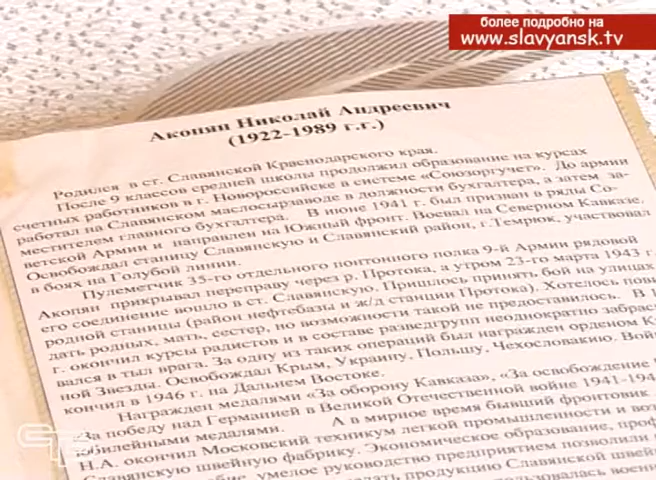 более подробно на
www.slavyansk.tv
Акопян Николай Андреевич
(1922-1989 г.г.)
Родился в ст. Славянской Краснодарского края.
После 9 классов средней школы продолжил образование на курсах
счетных работников в г. Новороссийске в системе «Союзоргучет». До армии
работал на Славянском маслосырзаводе в должности бухгалтера, а затем за-
местителем главного бухгалтера. В июне 1941 г. был призван в ряды Со-
ветской Армии и направлен на Южный фронт. Воевал на Северном Кавказе.
Освобождал станицу Славянскую и Славянский район, г.Темрюк, участвовал
в боях на Голубой линии.
Пулеметчик 35-го отдельного понтонного полка 9-й Армии рядовой
Акопян прикрывал переправу через р. Протока, а утром 23-го марта 1943 г.
его соединение вошло в ст. Славянскую. Пришлось принять бой на улицах
родной станицы (район нефтебазы и ж/д станции Протока). Хотелось
дать родных, мать, сестер, но возможности такой не предоставилось. В
г. окончил курсы радистов и в составе разведгрупп неоднократно
вался в тыл врага. За одну из таких операций был награжден орденом
ной Звезды. Освобождал Крым, Украину, Польшу, Чехословакию.
кончил в 1946 г. на Дальнем Востоке.
Награжден медалями «За оборону Кавказа», «За освобождение
«За победу над Германией в Великой Отечественной войне
юбилейными медалями. А в мирное время бывший фронтовик
Н.А. окончил Московский техникум легкой промышленности и
Славянскую швейную фабрику. Экономическое образование,
умелое руководство предприятием позволили
продукцию Славянской